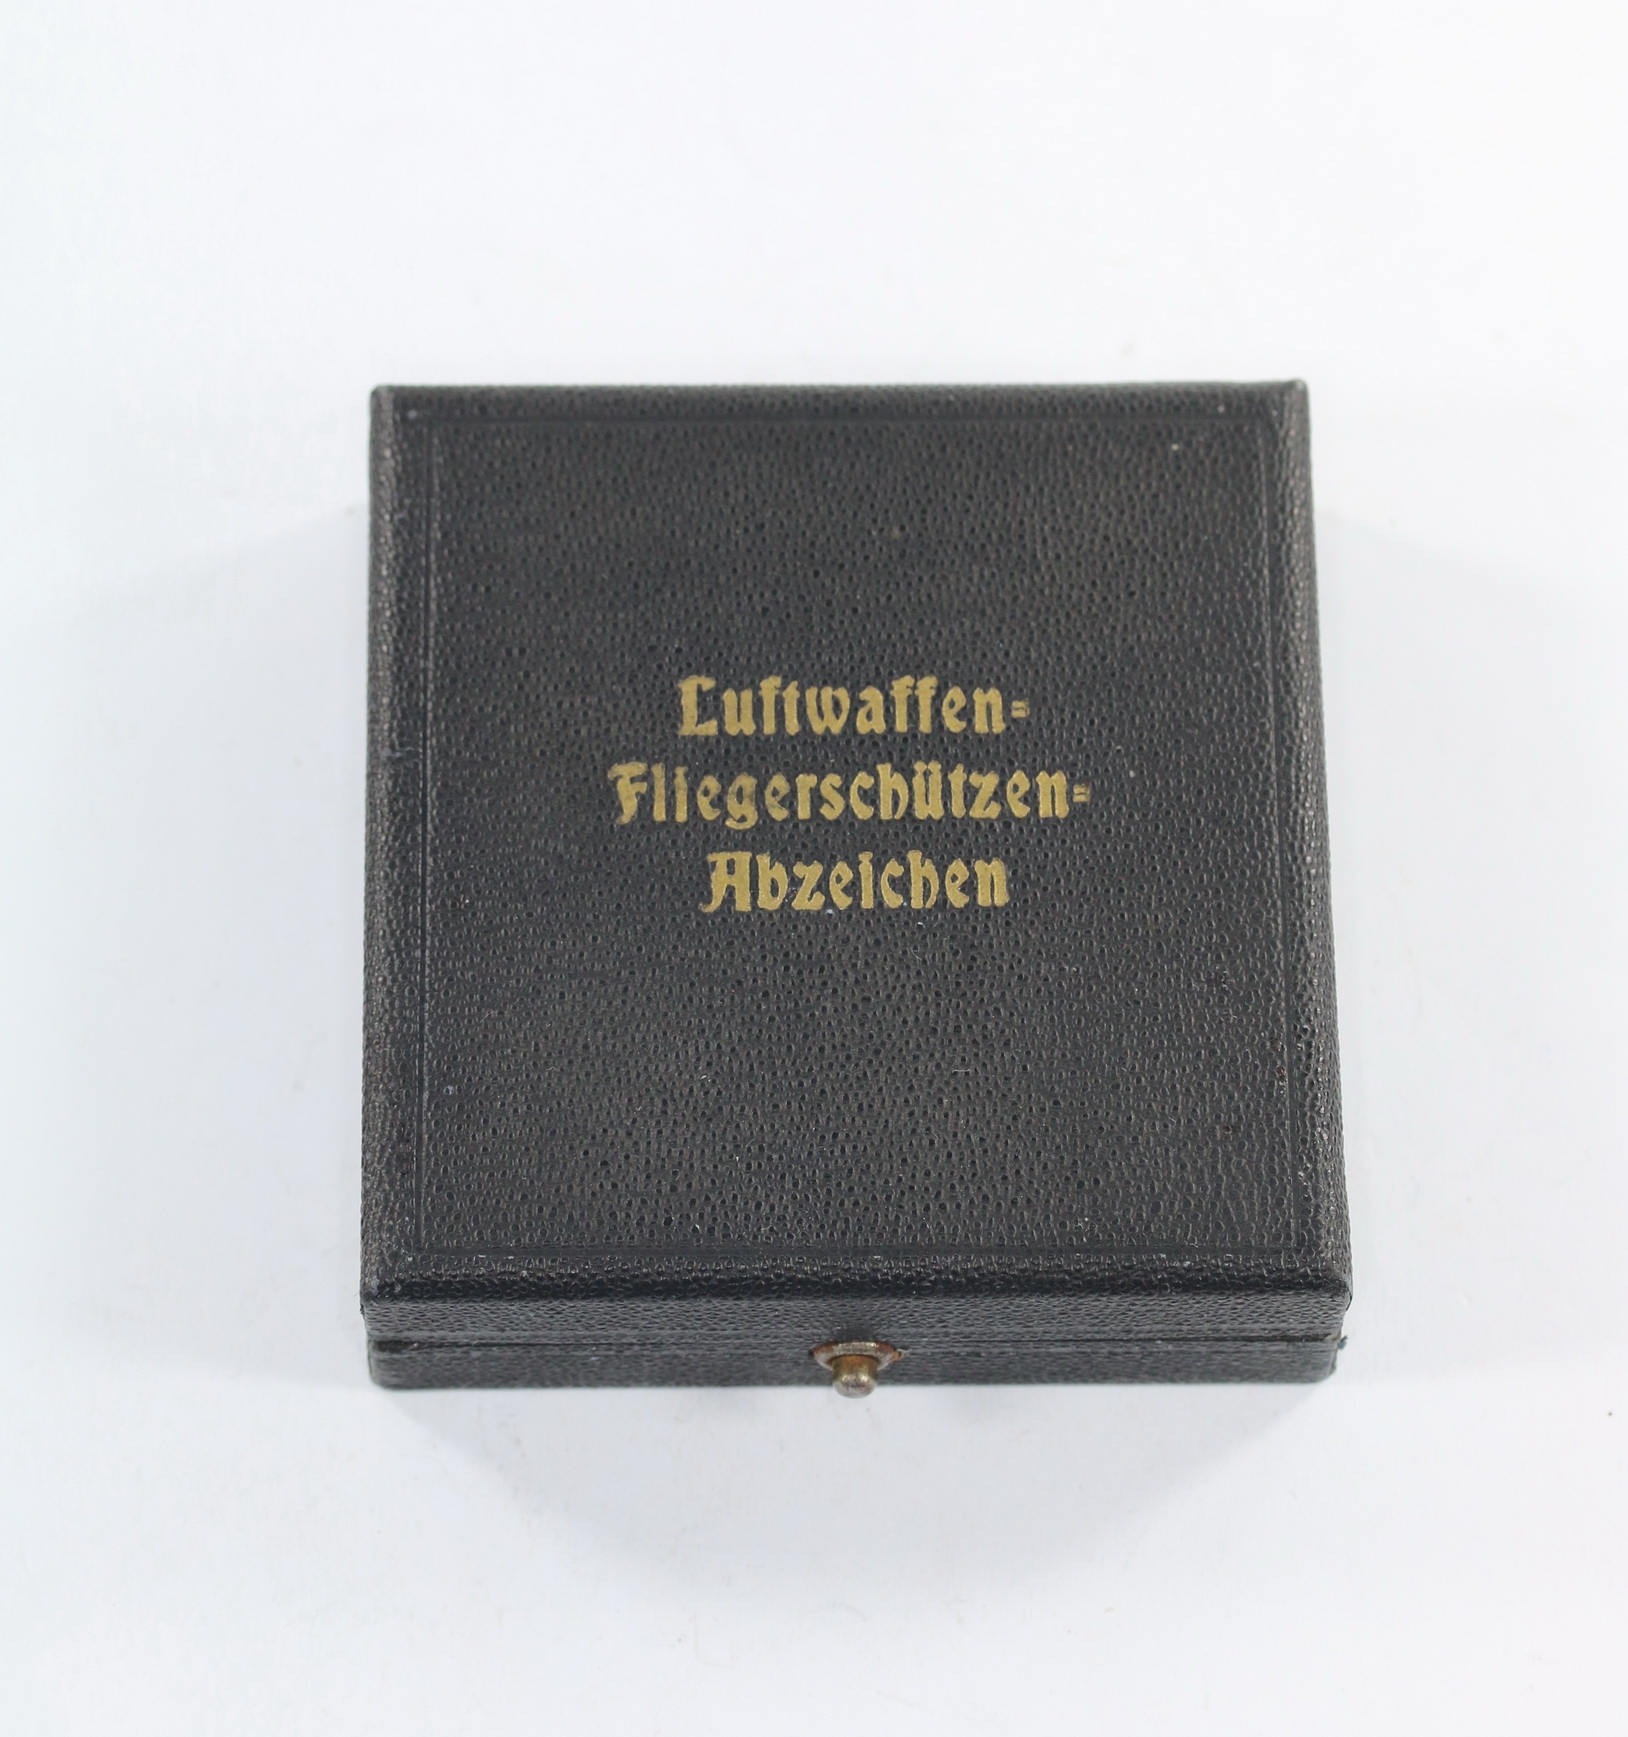 Luftwaffen=
Fliegerschützen=
Abzeichen